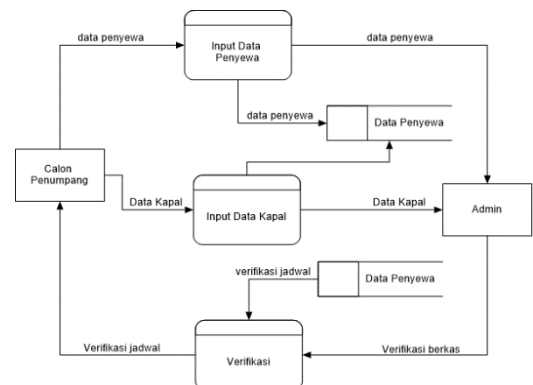 data penyewa
Input Data
Penyewa
data penyewa
data penyewa
Data Penyewa
Calon
Penumpang
Data Kapal
Input Data Kapal
Data Kapal
Admin
verifikasi jadwal
Data Penyewa
Verifikasi jadwal
Verifikasi
Verifikasi berkas